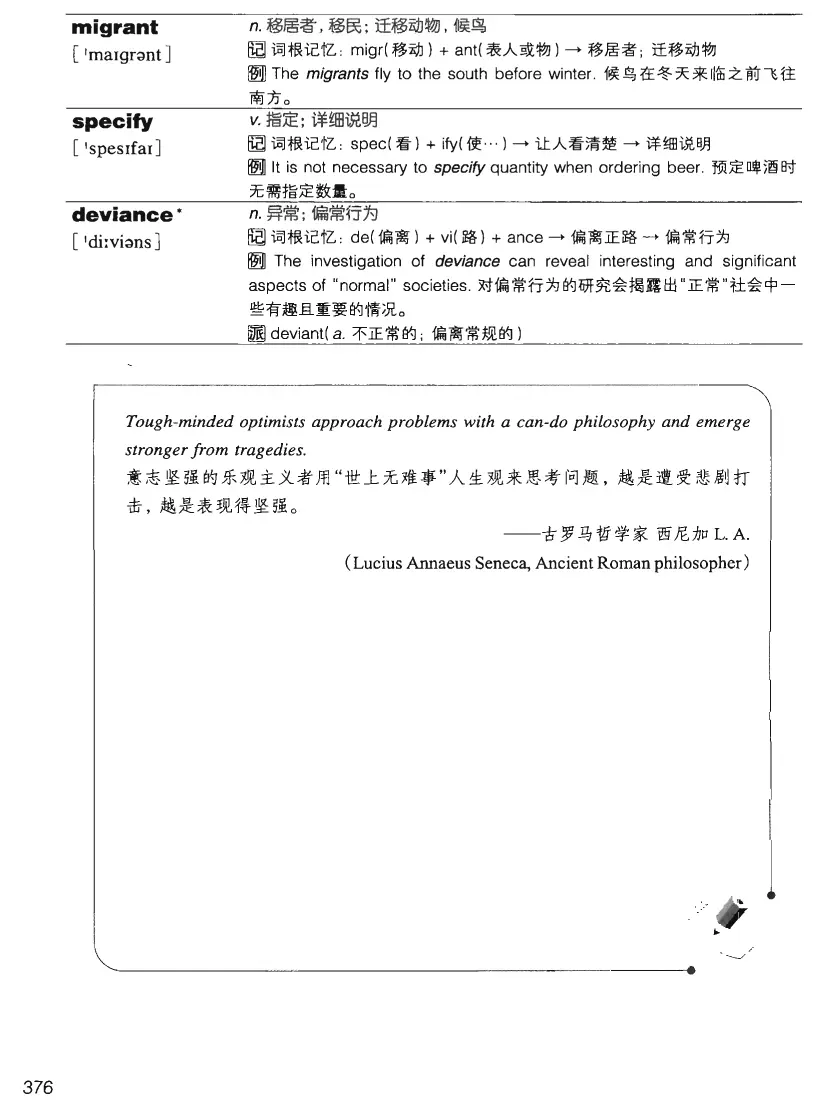 migrant n. 移居者, 移民; 迁移动物, 候鸟
[ ˈmaɪɡrənt ] 记 词根记忆: migr(移动) + ant(表人或物) → 移居者; 迁移动物
例 The migrants fly to the south before winter. 候鸟在冬天来临之前飞往
南方。
specify v. 指定; 详细说明
[ ˈspesɪfaɪ ] 记 词根记忆: spec(看) + ify(使…) → 让人看清楚 → 详细说明
例 It is not necessary to specify quantity when ordering beer. 预定啤酒时
无需指定数量。
deviance* n. 异常; 偏常行为
[ ˈdiːviəns ] 记 词根记忆: de(偏离) + vi(路) + ance → 偏离正路 → 偏常行为
例 The investigation of deviance can reveal interesting and significant
aspects of "normal" societies. 对偏常行为的研究会揭露出"正常"社会中一
些有趣且重要的情况。
派 deviant(a. 不正常的; 偏离常规的)
Tough-minded optimists approach problems with a can-do philosophy and emerge
stronger from tragedies.
意志坚强的乐观主义者用“世上无难事”人生观来思考问题, 越是遭受悲剧打
击, 越是表现得坚强。
——古罗马哲学家 西尼加 L. A.
(Lucius Annaeus Seneca, Ancient Roman philosopher)
376